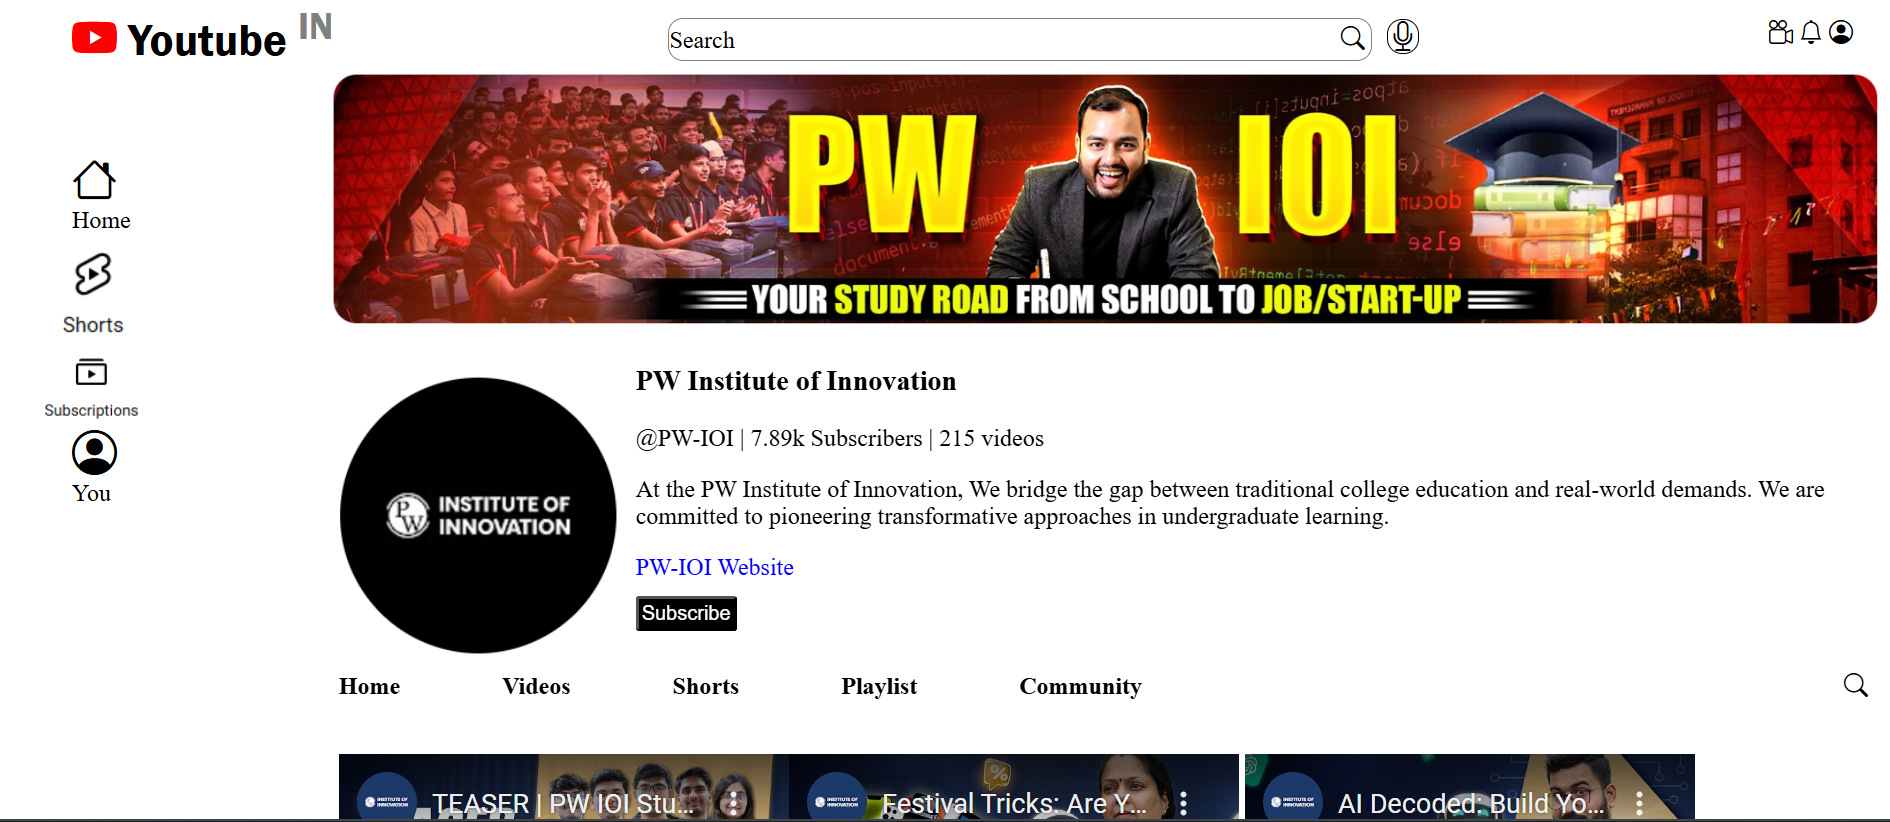 Youtube IN
Search
PW IOI
YOUR STUDY ROAD FROM SCHOOL TO JOB/START-UP
Home
Shorts
Subscriptions
You
INSTITUTE OF
INNOVATION
PW Institute of Innovation
@PW-IOI | 7.89k Subscribers | 215 videos
At the PW Institute of Innovation, We bridge the gap between traditional college education and real-world demands. We are
committed to pioneering transformative approaches in undergraduate learning.
PW-IOI Website
Subscribe
Home Videos Shorts Playlist Community
TEASER | PW IOI Stu...
Festival Tricks: Are Y...
AI Decoded: Build Yo...